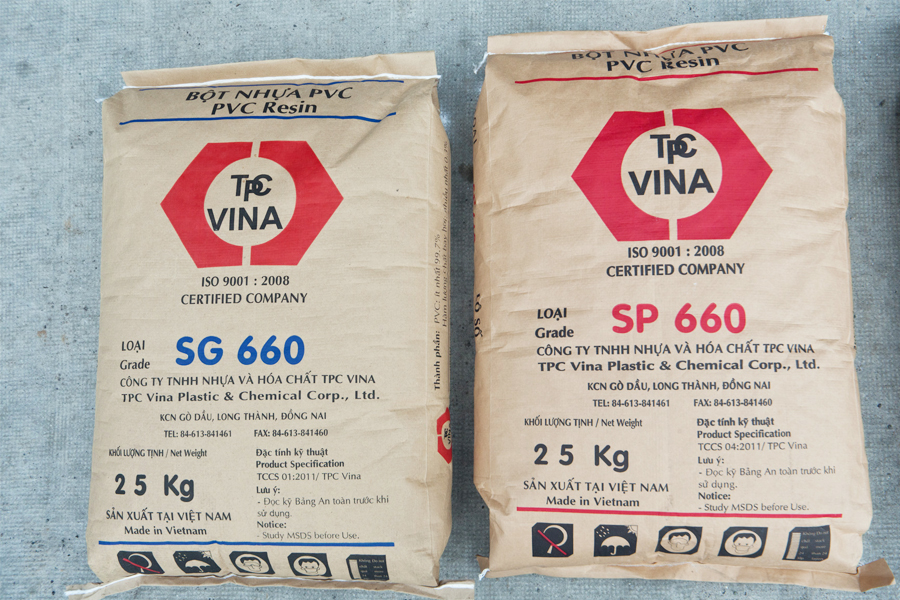 BỘT NHỰA PVC
PVC Resin
TPC
VINA
ISO 9001 : 2008
CERTIFIED COMPANY
LOẠI
Grade
SG 660
CÔNG TY TNHH NHỰA VÀ HÓA CHẤT TPC VINA
TPC Vina Plastic & Chemical Corp., Ltd.
KCN GÒ DẦU, LONG THÀNH, ĐỒNG NAI
TEL: 84-613-841461 FAX: 84-613-841460
KHỐI LƯỢNG TỊNH / Net Weight
25 Kg
SẢN XUẤT TẠI VIỆT NAM
Made in Vietnam
Đặc tính kỹ thuật
Product Specification
TCCS 01:2011/ TPC Vina
Lưu ý:
- Đọc kỹ Bảng An toàn trước khi
sử dụng.
Notice:
- Study MSDS before Use.
Thành phần: PVC: ít nhất 99,7%
BỘT NHỰA PVC
PVC Resin
TPC
VINA
ISO 9001 : 2008
CERTIFIED COMPANY
LOẠI
Grade
SP 660
CÔNG TY TNHH NHỰA VÀ HÓA CHẤT TPC VINA
TPC Vina Plastic & Chemical Corp., Ltd.
KCN GÒ DẦU, LONG THÀNH, ĐỒNG NAI
TEL: 84-613-841461 FAX: 84-613-841460
KHỐI LƯỢNG TỊNH / Net Weight
25 Kg
SẢN XUẤT TẠI VIỆT NAM
Made in Vietnam
Đặc tính kỹ thuật
Product Specification
TCCS 04:2011/ TPC Vina
Lưu ý:
- Đọc kỹ Bảng An toàn trước khi
sử dụng.
Notice:
- Study MSDS before Use.